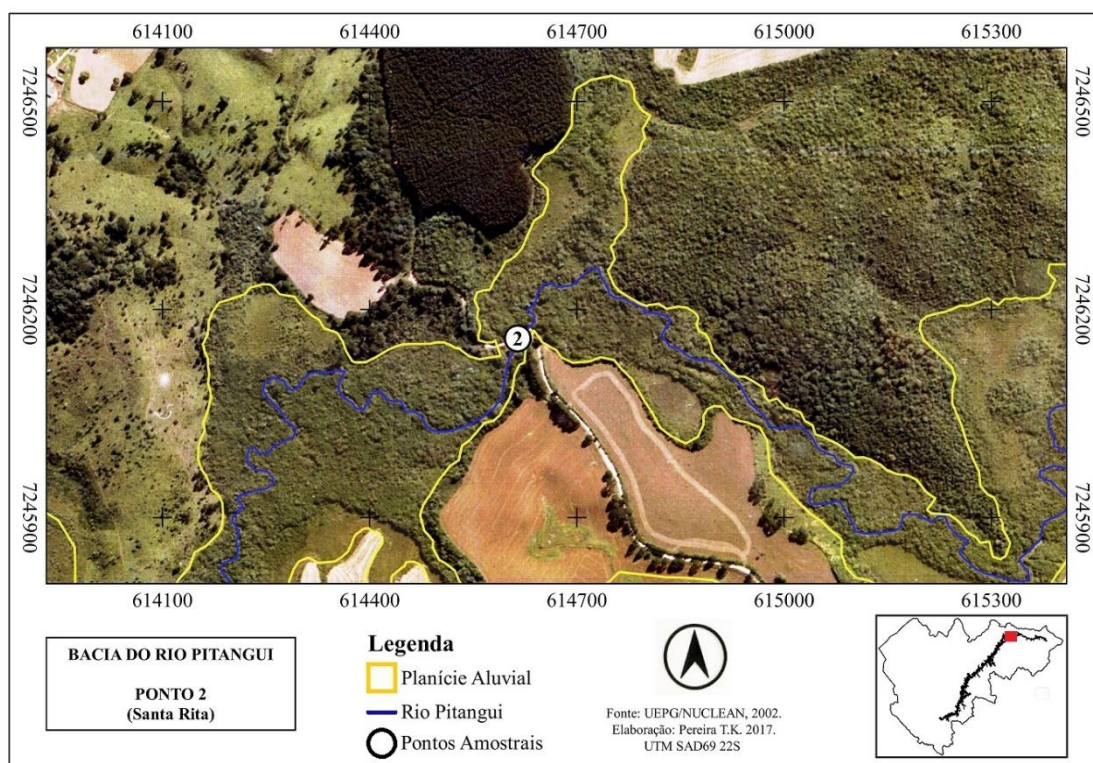 614100 614400 614700 615000 615300
7246500 7246500
7246200 7246200
2
7245900 7245900
614100 614400 614700 615000 615300
BACIA DO RIO PITANGUI
PONTO 2
(Santa Rita)
Legenda
Planície Aluvial
Rio Pitangui
Pontos Amostrais
Fonte: UEPG/NUCLEAN, 2002.
Elaboração: Pereira T.K. 2017.
UTM SAD69 22S